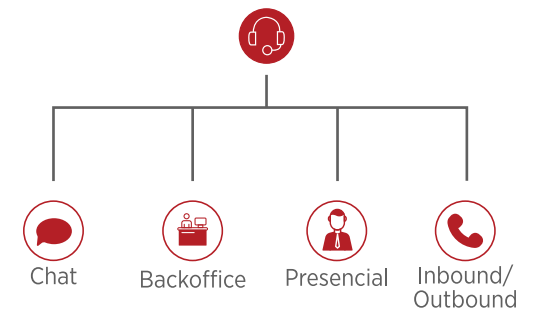 Chat
Backoffice
Presencial
Inbound/
Outbound